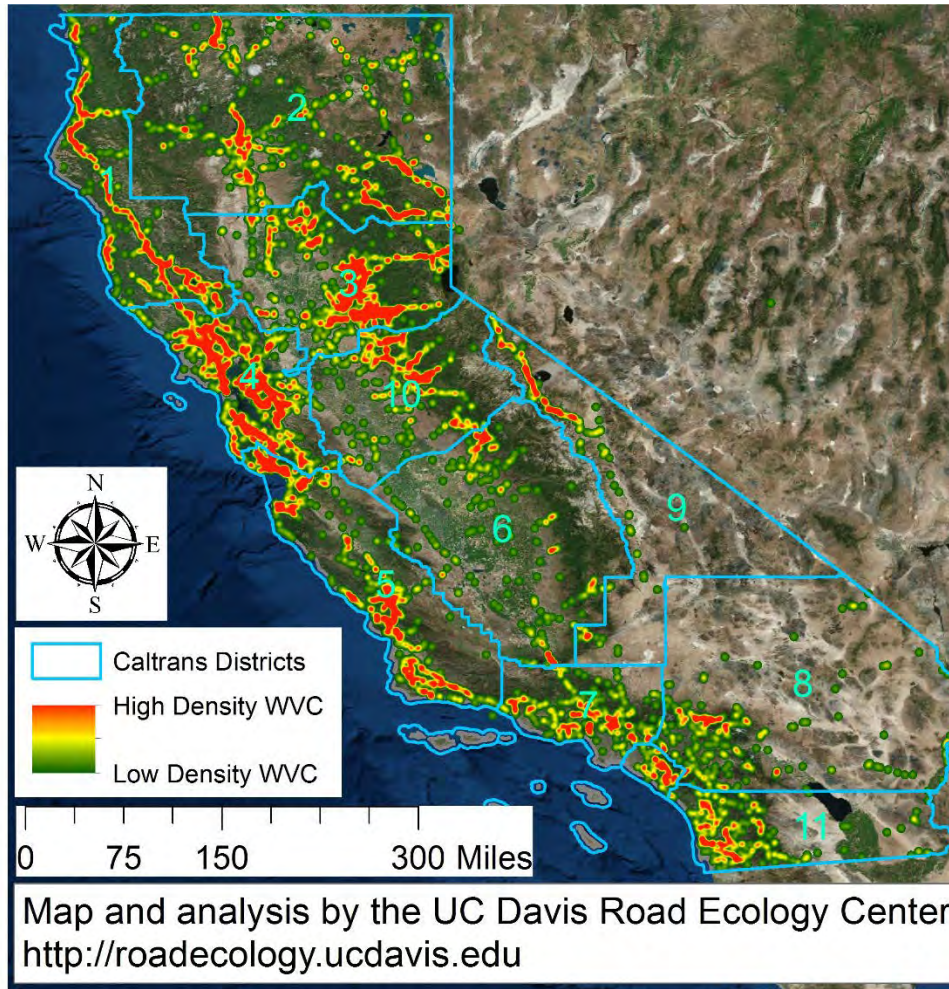 1
2
3
4
10
5
6
9
7
8
11
N
W E
S
Caltrans Districts
High Density WVC
Low Density WVC
0 75 150 300 Miles
Map and analysis by the UC Davis Road Ecology Center
http://roadecology.ucdavis.edu